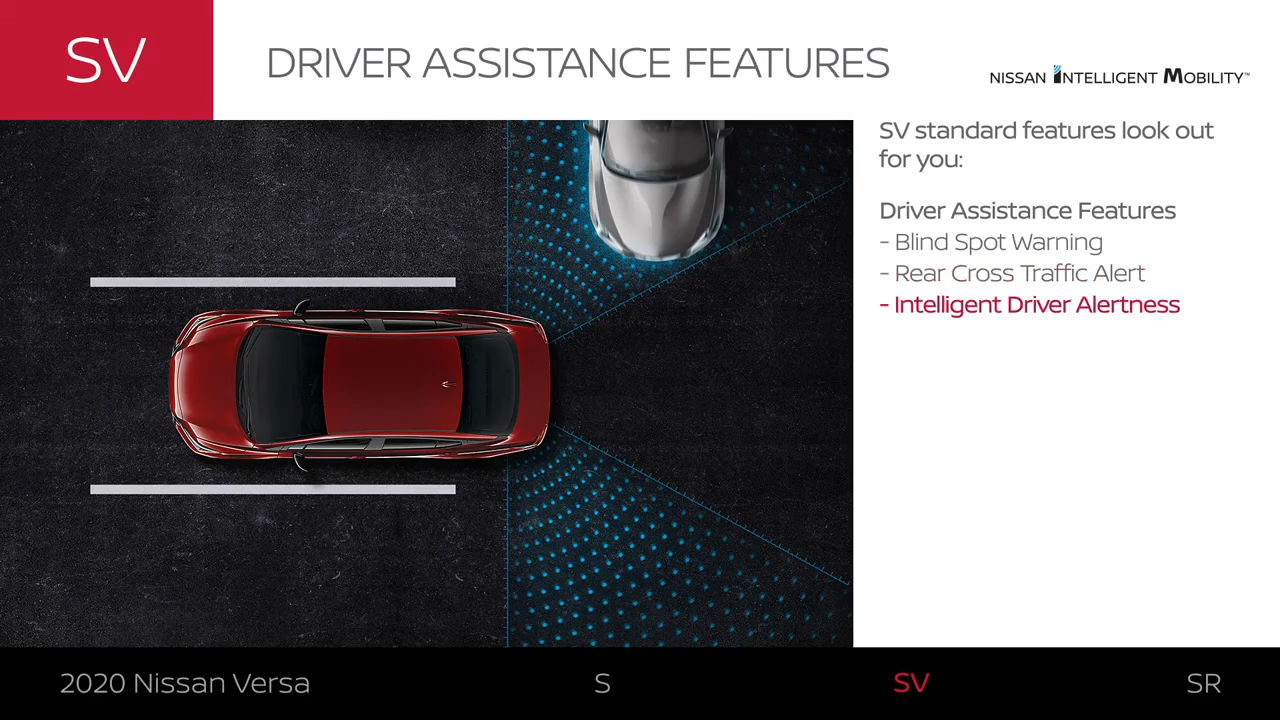 SV
DRIVER ASSISTANCE FEATURES
NISSAN INTELLIGENT MOBILITY™
SV standard features look out
for you:
Driver Assistance Features
- Blind Spot Warning
- Rear Cross Traffic Alert
- Intelligent Driver Alertness
2020 Nissan Versa
S
SV
SR